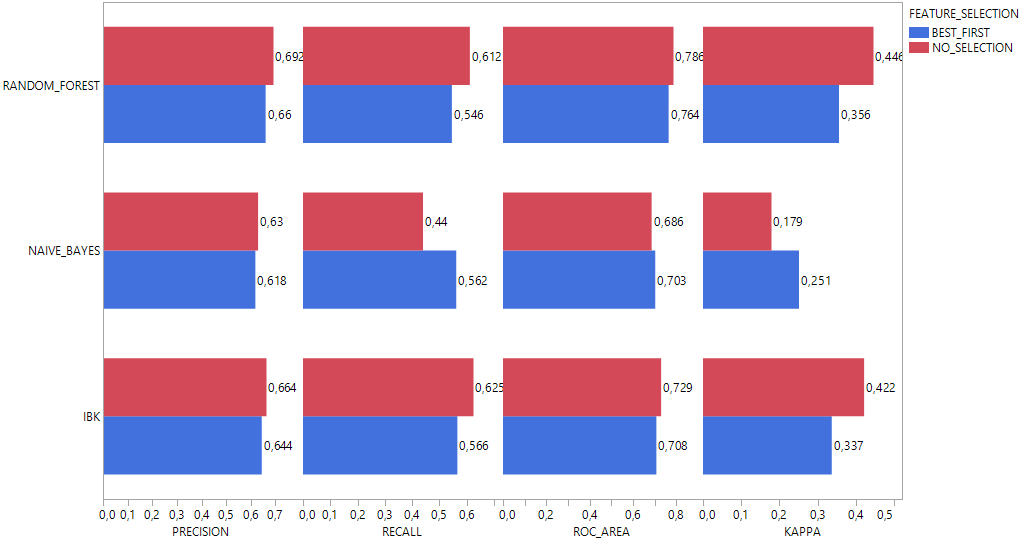 FEATURE_SELECTION
BEST_FIRST
NO_SELECTION
RANDOM_FOREST
0,692 0,612 0,786 0,446
0,66 0,546 0,764 0,356
NAIVE_BAYES
0,63 0,44 0,686 0,179
0,618 0,562 0,703 0,251
IBK
0,664 0,625 0,729 0,422
0,644 0,566 0,708 0,337
0,0 0,1 0,2 0,3 0,4 0,5 0,6 0,7 0,0 0,1 0,2 0,3 0,4 0,5 0,6 0,0 0,2 0,4 0,6 0,8 0,0 0,1 0,2 0,3 0,4 0,5
PRECISION RECALL ROC_AREA KAPPA